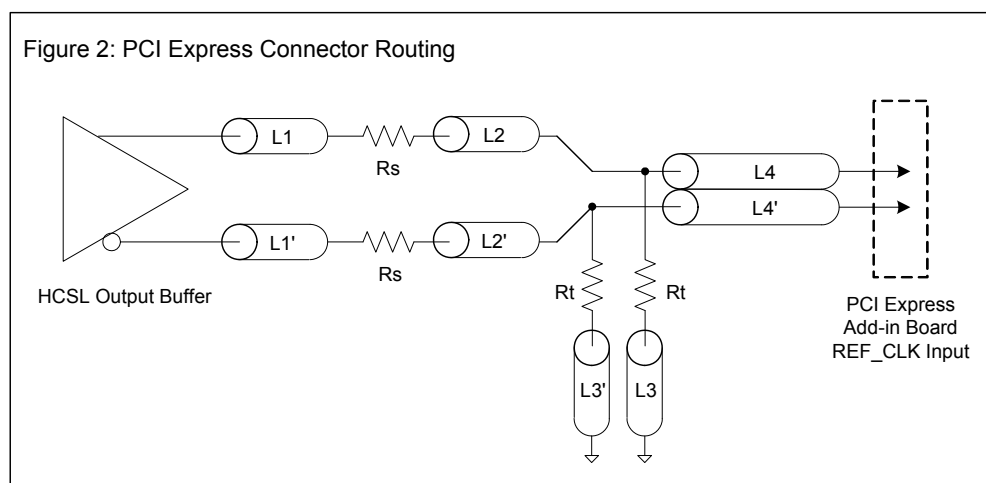 Figure 2: PCI Express Connector Routing
L1
Rs
L2
L4
L4'
L1'
Rs
L2'
HCSL Output Buffer
Rt
Rt
L3'
L3
PCI Express
Add-in Board
REF_CLK Input